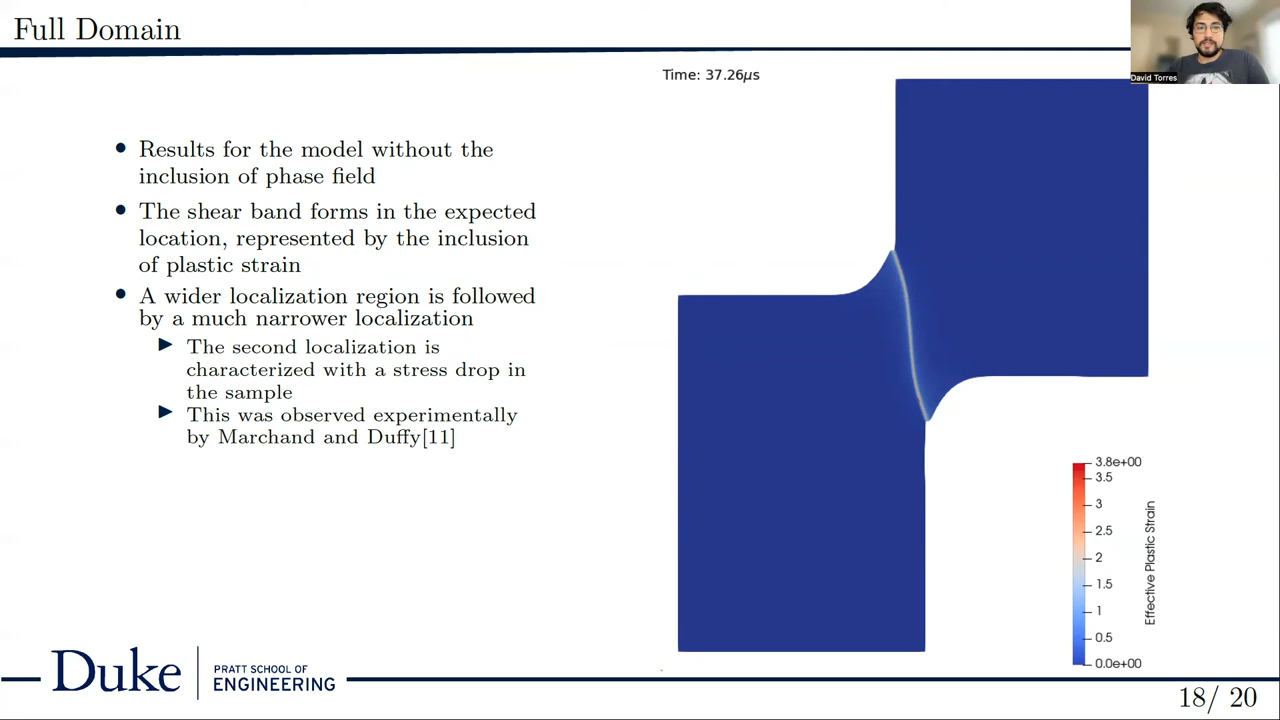 Full Domain
David Torres
Time: 37.26μs
• Results for the model without the
inclusion of phase field
• The shear band forms in the expected
location, represented by the inclusion
of plastic strain
• A wider localization region is followed
by a much narrower localization
▶ The second localization is
characterized with a stress drop in
the sample
▶ This was observed experimentally
by Marchand and Duffy[11]
3.8e+00
3.5
3
2.5
2
1.5
1
0.5
0.0e+00
Effective Plastic Strain
Duke
PRATT SCHOOL OF
ENGINEERING
18/ 20